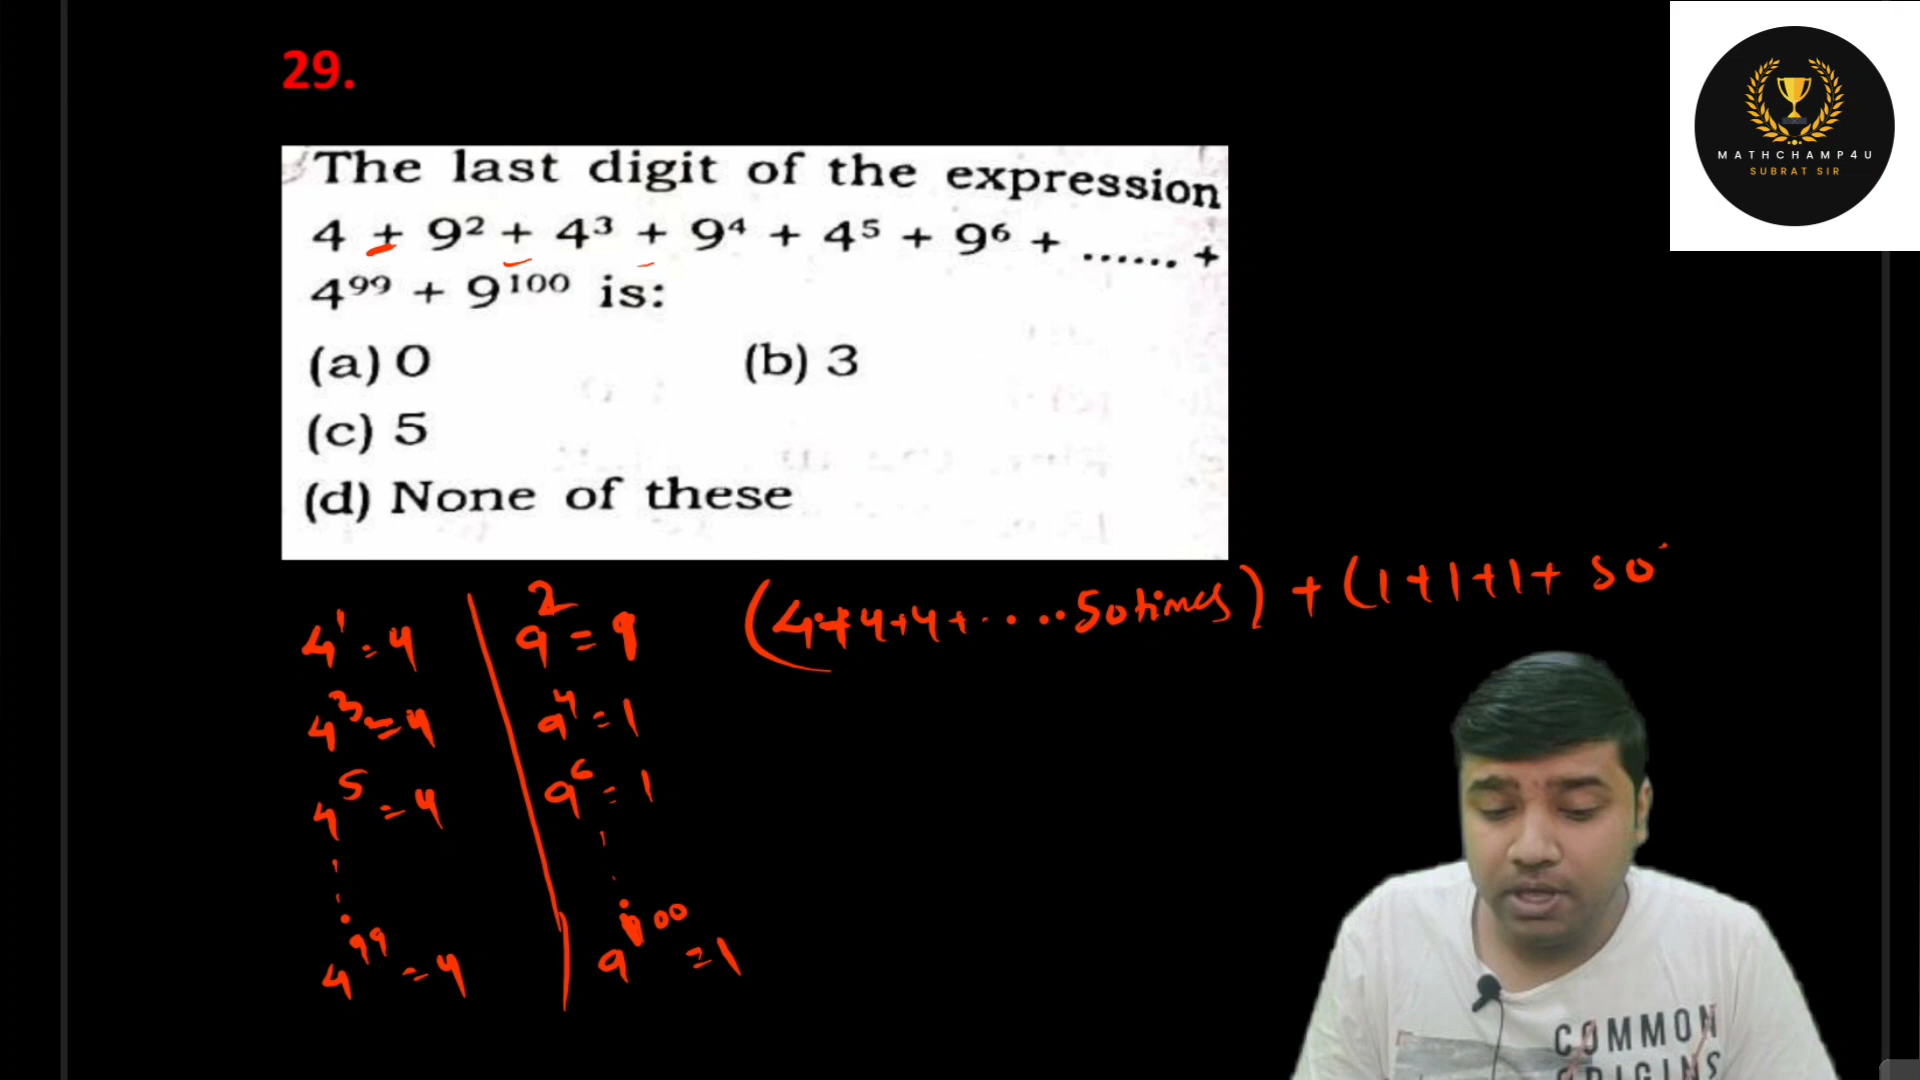 29.
MATHCHAMP4U
SUBRAT SIR
The last digit of the expression
4 + 9² + 4³ + 9⁴ + 4⁵ + 9⁶ + ...... +
4⁹⁹ + 9¹⁰⁰ is:
(a) 0 (b) 3
(c) 5
(d) None of these
(4+4+4+....50times) + (1+1+1+ 50
4¹ = 4 9² = 9
4³ = 4 9⁴ = 1
4⁵ = 4 9⁶ = 1
4⁹⁹ = 4 9¹⁰⁰ = 1
COMMON
ORIGINS